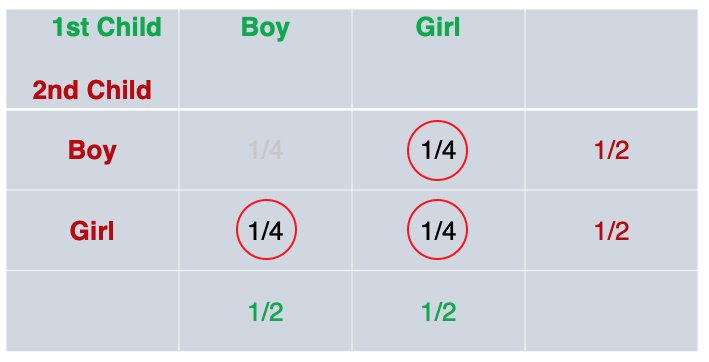 1st Child Boy Girl
2nd Child
Boy 1/4 1/4 1/2
Girl 1/4 1/4 1/2
1/2 1/2